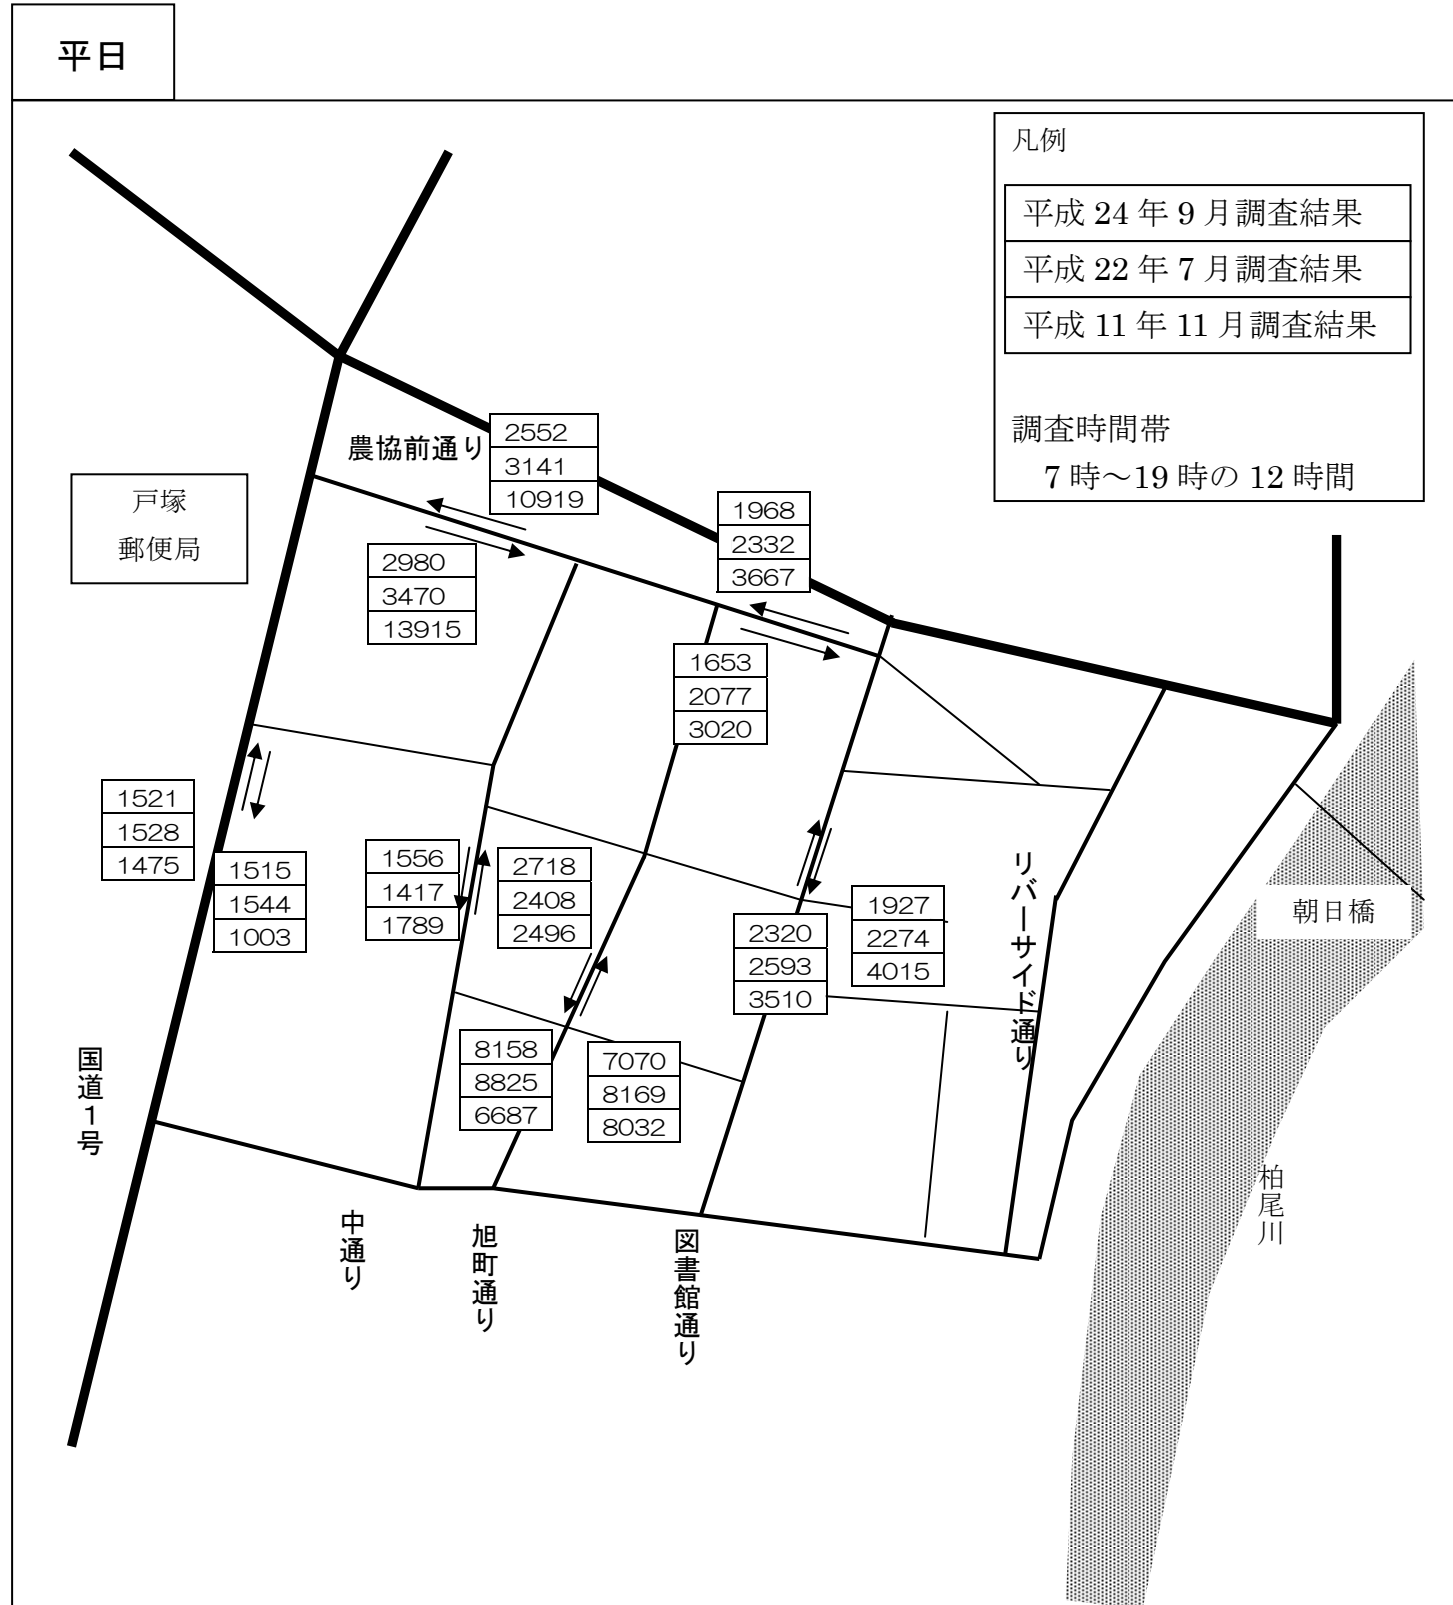 平日
凡例
平成 24 年 9 月調査結果
平成 22 年 7 月調査結果
平成 11 年 11 月調査結果
調査時間帯
7 時～19 時の 12 時間
農協前通り
2552
3141
10919
戸塚
郵便局
1968
2332
3667
2980
3470
13915
1653
2077
3020
1521
1528
1475
1515
1544
1003
1556
1417
1789
2718
2408
2496
1927
2274
4015
2320
2593
3510
リバーサイド通り
朝日橋
8158
8825
6687
7070
8169
8032
国道1号
柏尾川
中通り
旭町通り
図書館通り